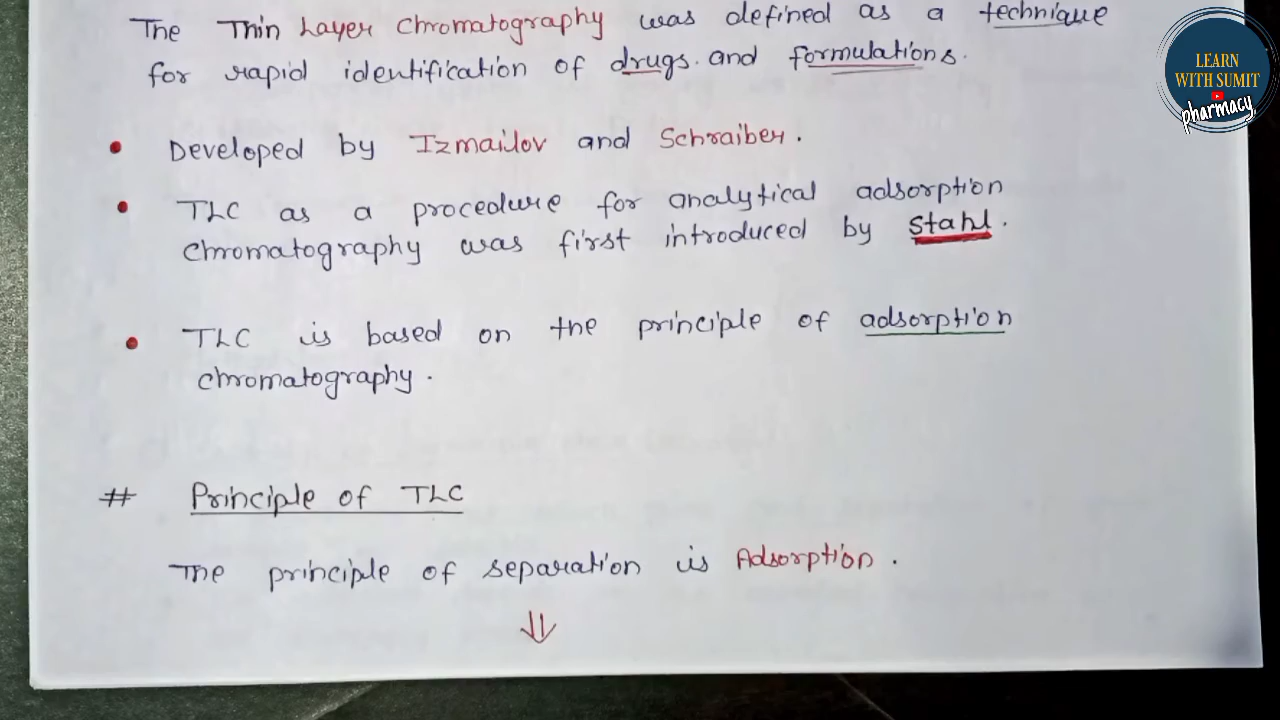 The Thin Layer Chromatography was defined as a technique
for rapid identification of drugs. and formulations.
• Developed by Izmailov and Schraiber.
• TLC as a procedure for analytical adsorption
chromatography was first introduced by Stahl.
• TLC is based on the principle of adsorption
chromatography.
# Principle of TLC
The principle of separation is Adsorption.
LEARN
WITH SUMIT
pharmacy